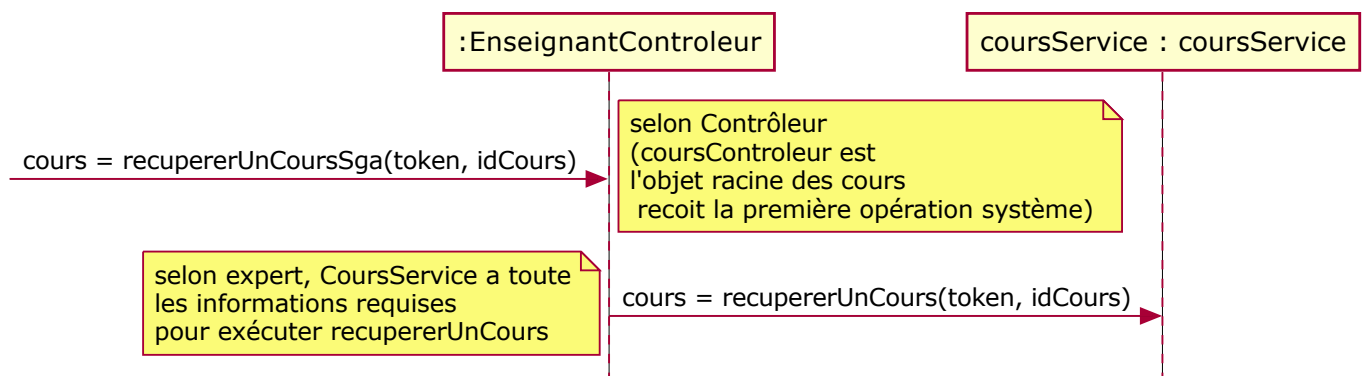 :EnseignantControleur
coursService : coursService
selon Contrôleur
(coursControleur est
l'objet racine des cours
recoit la première opération système)
cours = recupererUnCoursSga(token, idCours)
selon expert, CoursService a toute
les informations requises
pour exécuter recupererUnCours
cours = recupererUnCours(token, idCours)